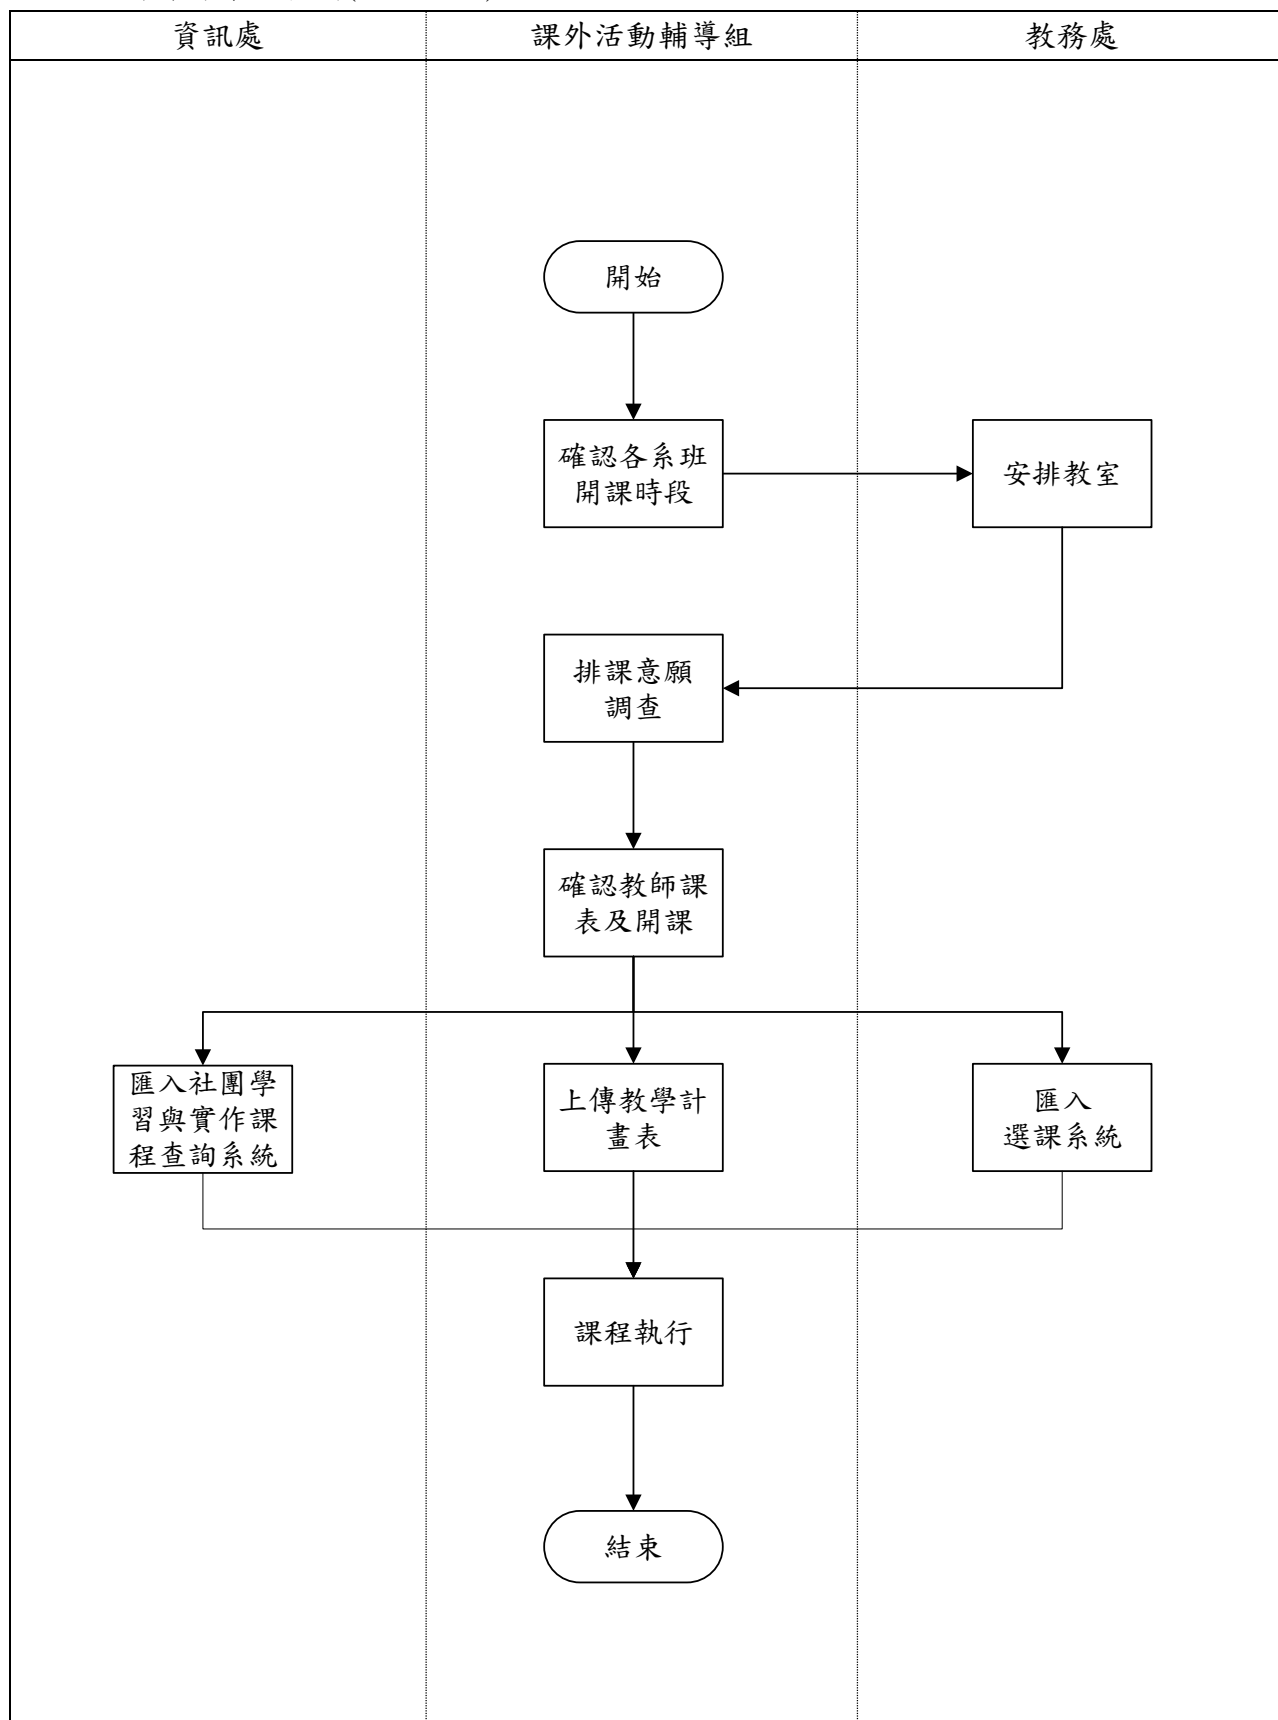 資訊處
課外活動輔導組
教務處
開始
確認各系班
開課時段
安排教室
排課意願
調查
確認教師課
表及開課
匯入社團學
習與實作課
程查詢系統
上傳教學計
畫表
匯入
選課系統
課程執行
結束